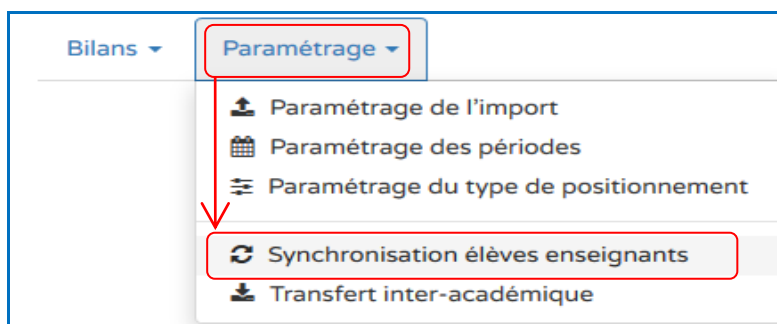 Bilans Paramétrage
Paramétrage de l'import
Paramétrage des périodes
Paramétrage du type de positionnement
Synchronisation élèves enseignants
Transfert inter-académique